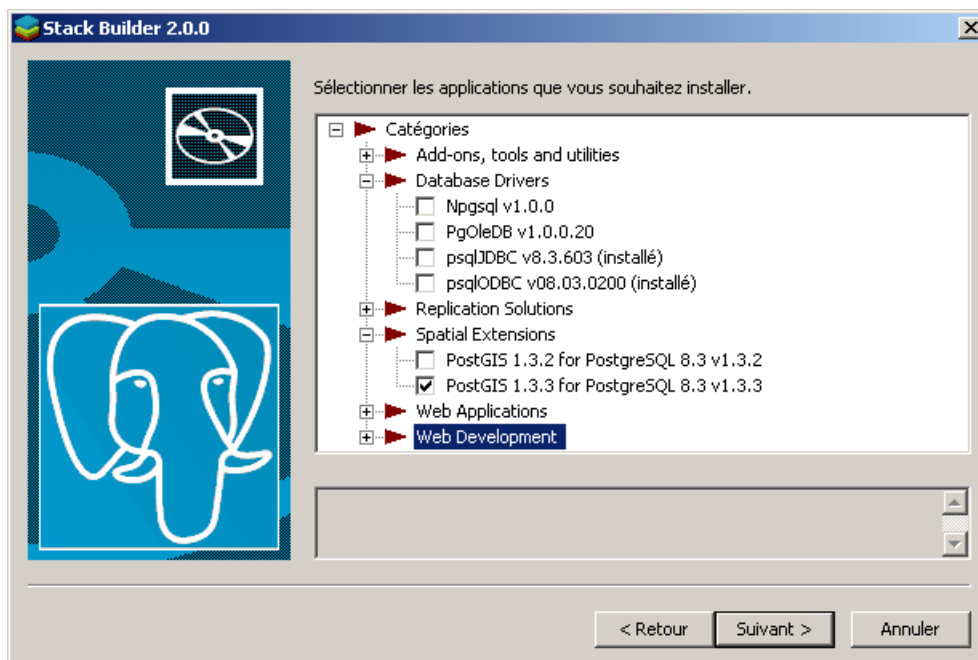 Stack Builder 2.0.0
Sélectionner les applications que vous souhaitez installer.
Catégories
Add-ons, tools and utilities
Database Drivers
Npgsql v1.0.0
PgOleDB v1.0.0.20
psqlJDBC v8.3.603 (installé)
psqlODBC v08.03.0200 (installé)
Replication Solutions
Spatial Extensions
PostGIS 1.3.2 for PostgreSQL 8.3 v1.3.2
PostGIS 1.3.3 for PostgreSQL 8.3 v1.3.3
Web Applications
Web Development
< Retour Suivant > Annuler